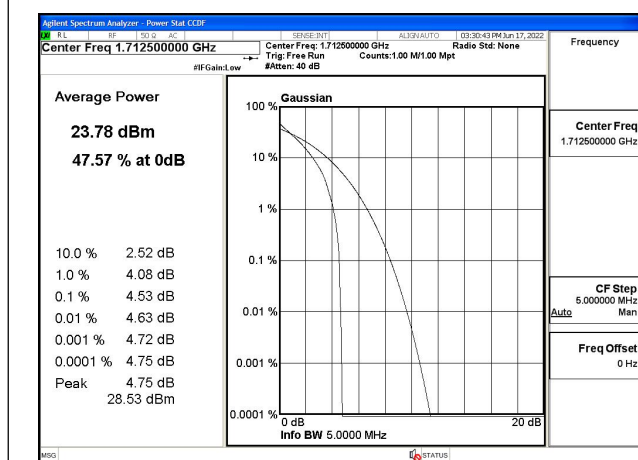 Agilent Spectrum Analyzer - Power Stat CCDF
LXI RL RF 50 Ω AC SENSE:INT ALIGNAUTO 03:30:43 PM Jun 17, 2022
Center Freq 1.712500000 GHz
Center Freq: 1.712500000 GHz Radio Std: None
Trig: Free Run Counts:1.00 M/1.00 Mpt
#IFGain:Low #Atten: 40 dB
Frequency
Average Power
23.78 dBm
47.57 % at 0dB
10.0 % 2.52 dB
1.0 % 4.08 dB
0.1 % 4.53 dB
0.01 % 4.63 dB
0.001 % 4.72 dB
0.0001 % 4.75 dB
Peak 4.75 dB
28.53 dBm
Gaussian
100 %
10 %
1 %
0.1 %
0.01 %
0.001 %
0.0001 %
0 dB 20 dB
Info BW 5.0000 MHz
Center Freq
1.712500000 GHz
CF Step
5.000000 MHz
Auto Man
Freq Offset
0 Hz
MSG STATUS